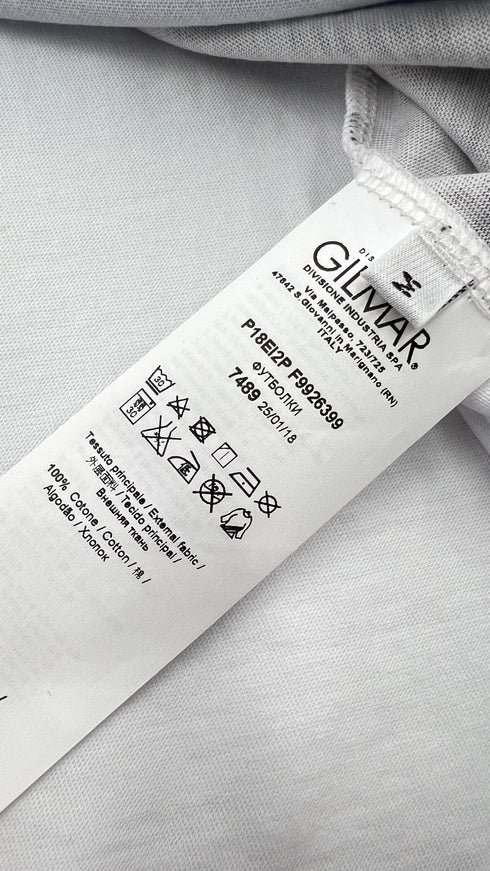 DIS
M
GILMAR®
DIVISIONE INDUSTRIA SPA
Via Malpasso, 723/725
47842 S.Giovanni in Marignano (RN)
ITALY
P18EI2P F9926399
ФУТБОЛКИ
7489 25/01/18
30
30
Tessuto principale / External fabric /
外层面料 / Tecido principal /
Внешняя ткань
100% Cotone / Cotton / 棉 /
Algodão / Хлопок